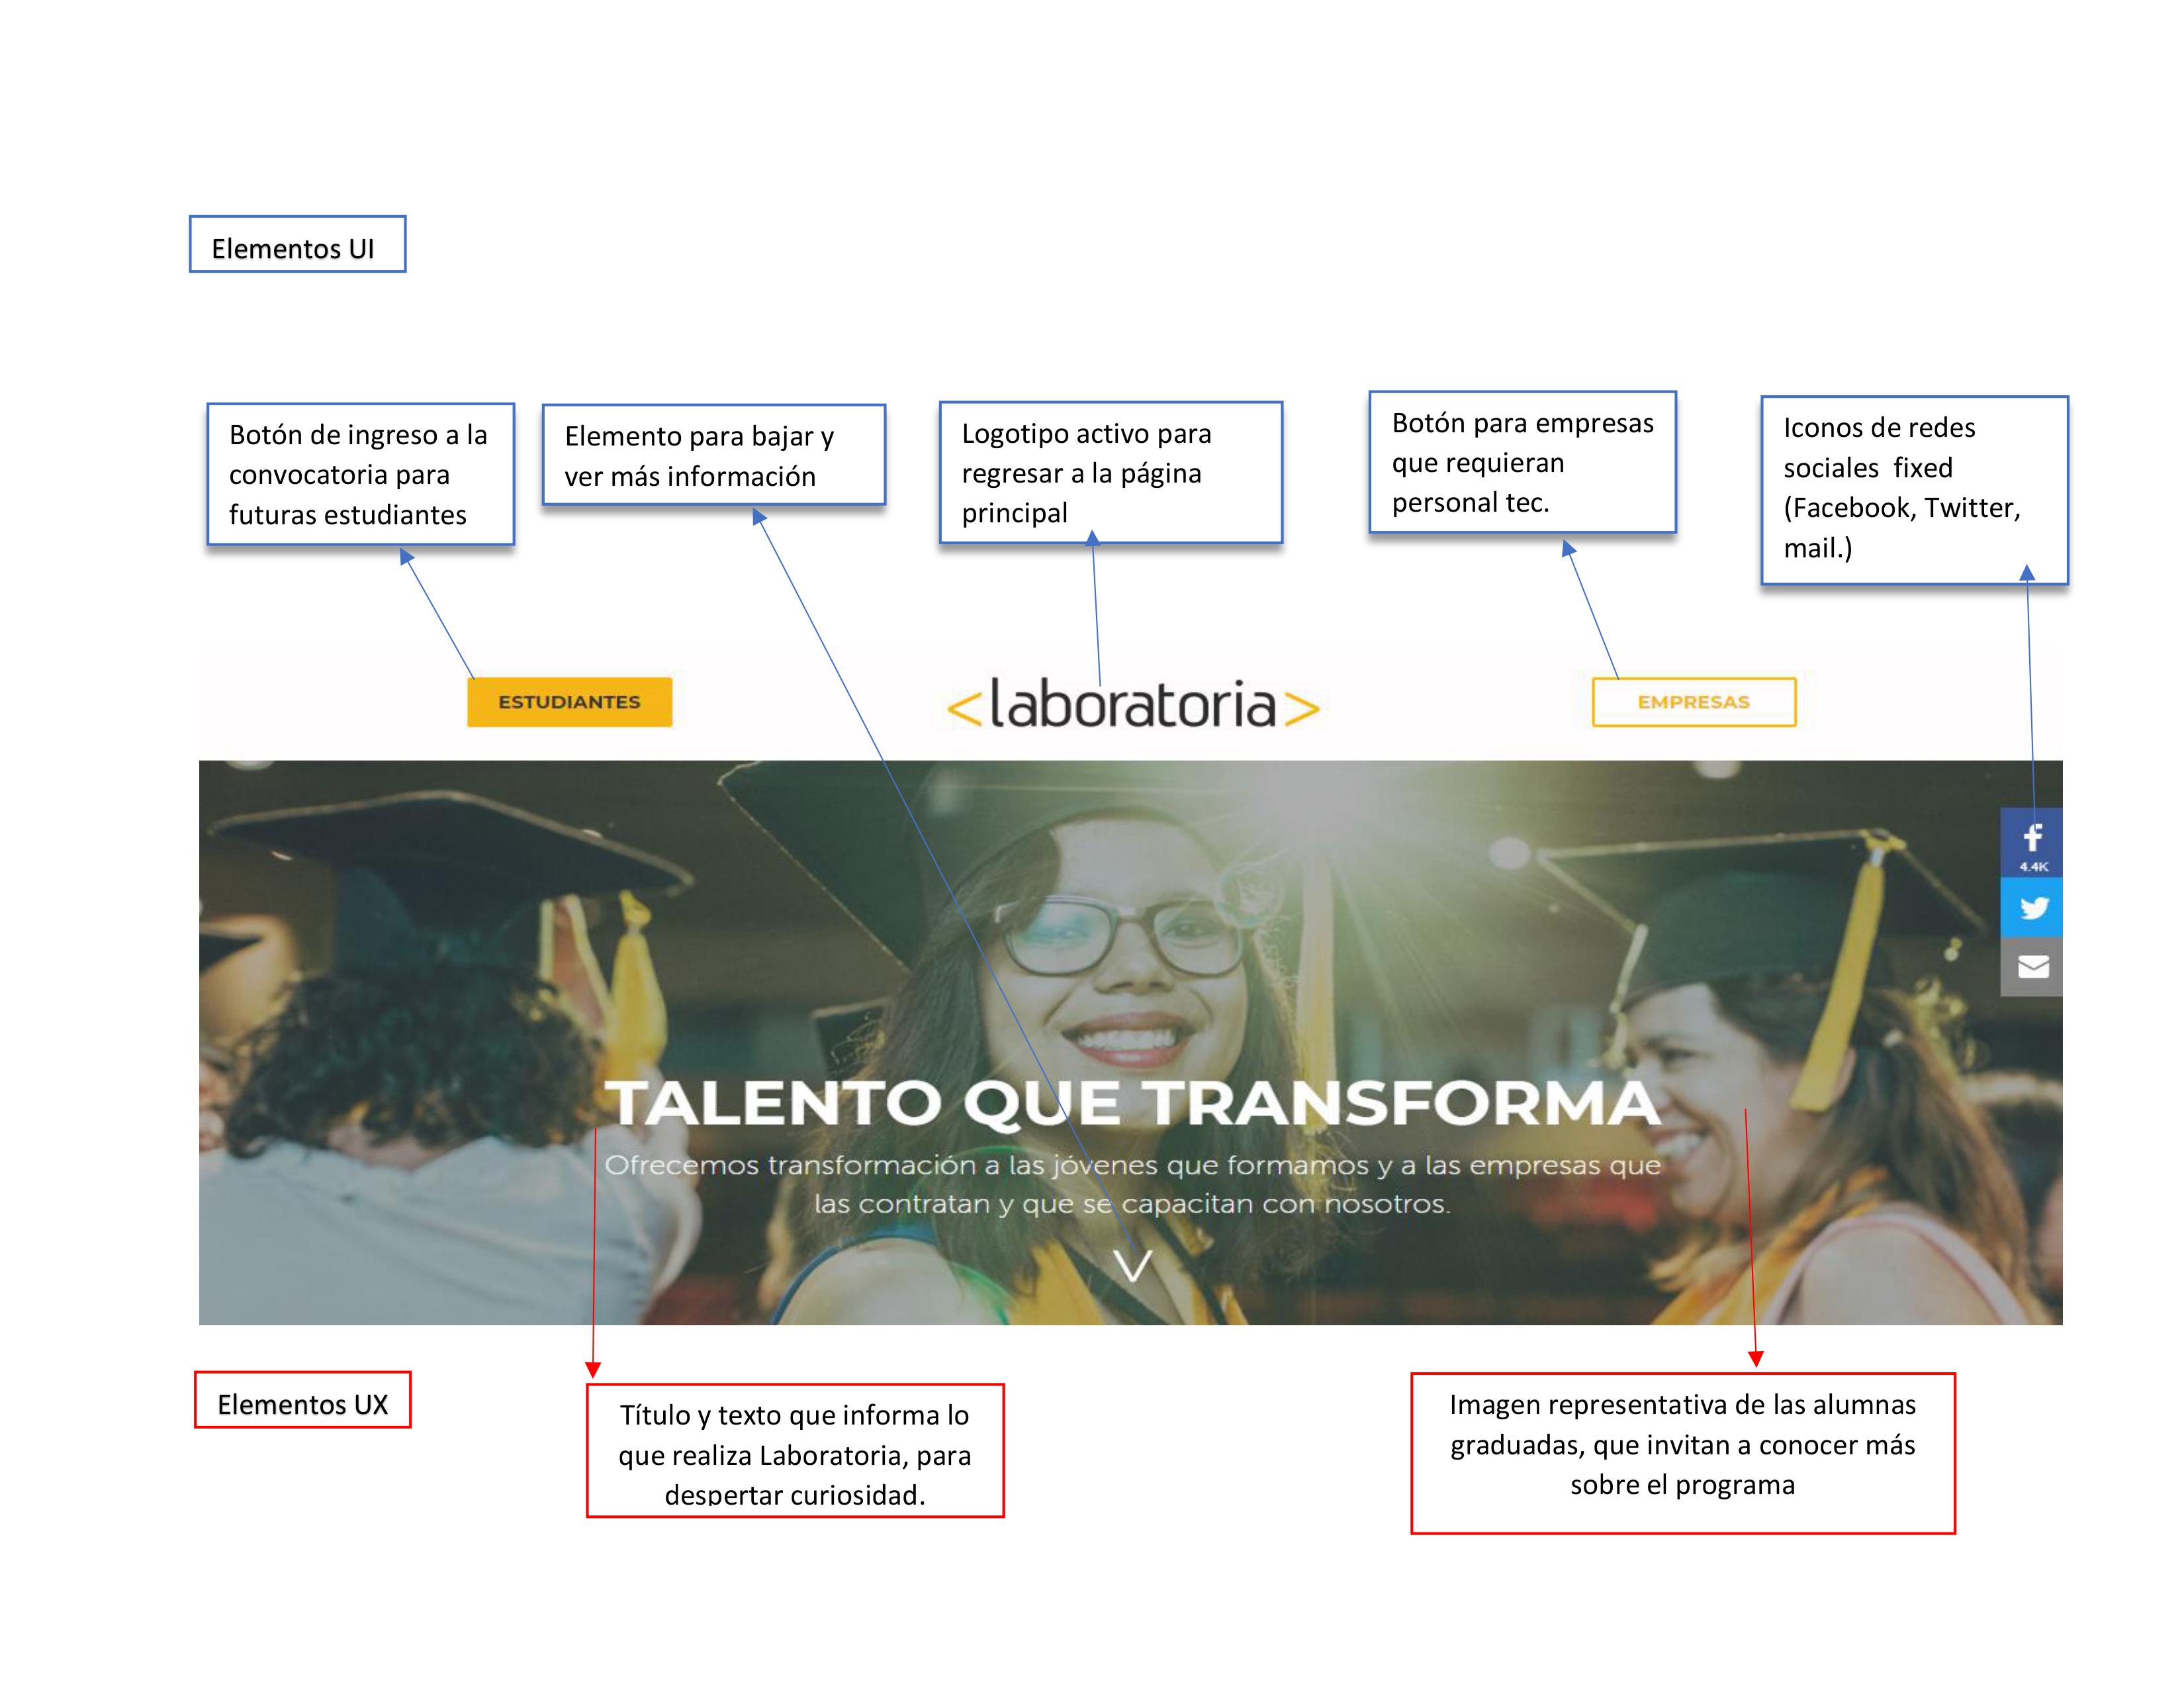 Elementos UI
Botón de ingreso a la
convocatoria para
futuras estudiantes
Elemento para bajar y
ver más información
Logotipo activo para
regresar a la página
principal
Botón para empresas
que requieran
personal tec.
Iconos de redes
sociales  fixed
(Facebook, Twitter,
mail.)
ESTUDIANTES
<laboratoria>
EMPRESAS
f
4.4K
TALENTO QUE TRANSFORMA
Ofrecemos transformación a las jóvenes que formamos y a las empresas que
las contratan y que se capacitan con nosotros.
Elementos UX
Título y texto que informa lo
que realiza Laboratoria, para
despertar curiosidad.
Imagen representativa de las alumnas
graduadas, que invitan a conocer más
sobre el programa